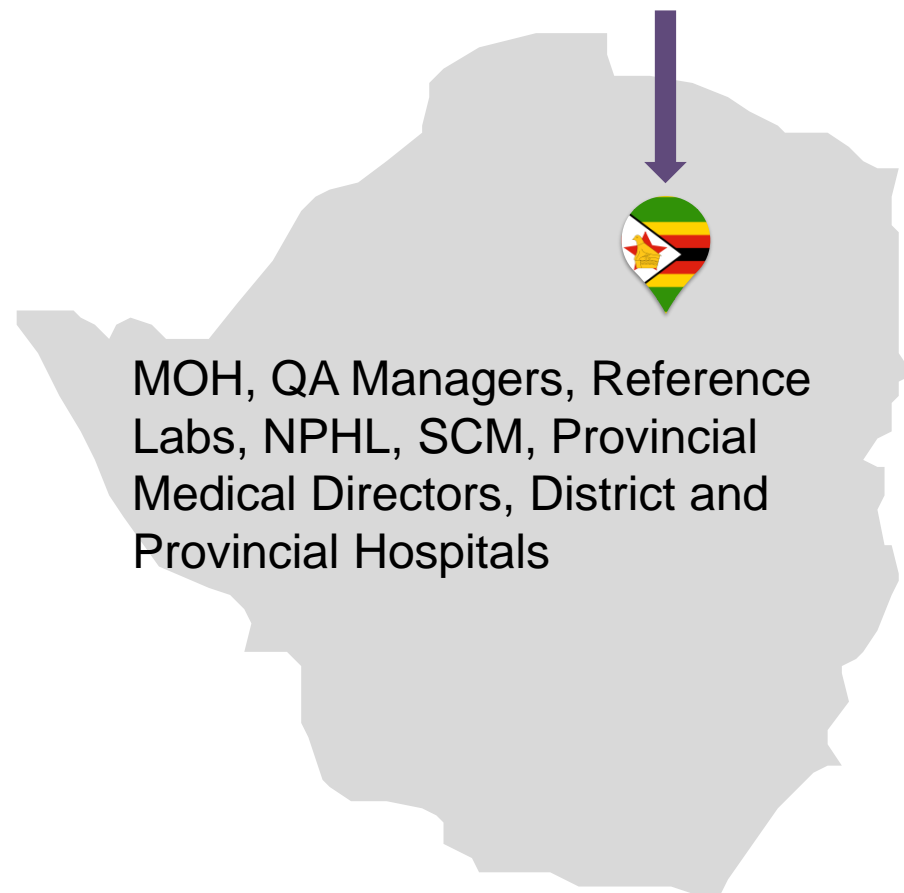 MOH, QA Managers, Reference
Labs, NPHL, SCM, Provincial
Medical Directors, District and
Provincial Hospitals